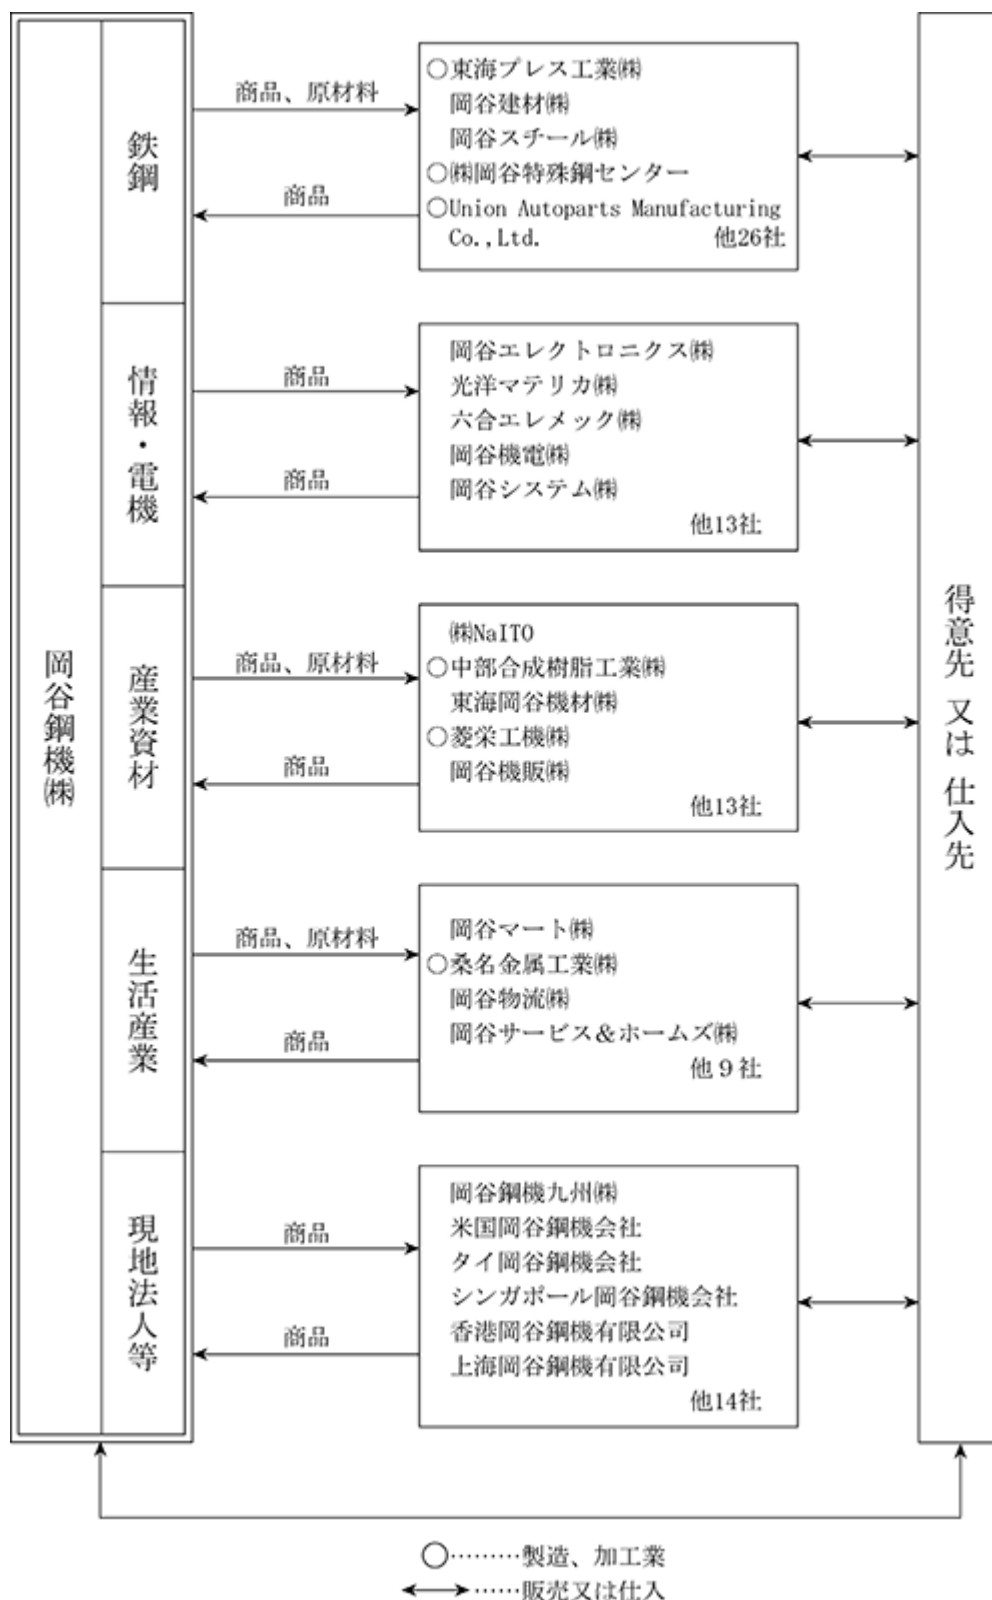 岡谷鋼機㈱
鉄鋼
商品、原材料
商品
○東海プレス工業㈱
岡谷建材㈱
岡谷スチール㈱
○㈱岡谷特殊鋼センター
○Union Autoparts Manufacturing
Co.,Ltd. 他26社
情報・電機
商品
商品
岡谷エレクトロニクス㈱
光洋マテリカ㈱
六合エレメック㈱
岡谷機電㈱
岡谷システム㈱
他13社
産業資材
商品、原材料
商品
㈱NaITO
○中部合成樹脂工業㈱
東海岡谷機材㈱
○菱栄工機㈱
岡谷機販㈱
他13社
生活産業
商品、原材料
商品
岡谷マート㈱
○桑名金属工業㈱
岡谷物流㈱
岡谷サービス＆ホームズ㈱
他９社
現地法人等
商品
商品
岡谷鋼機九州㈱
米国岡谷鋼機会社
タイ岡谷鋼機会社
シンガポール岡谷鋼機会社
香港岡谷鋼機有限公司
上海岡谷鋼機有限公司
他14社
得意先 又は 仕入先
○………製造、加工業
←→……販売又は仕入